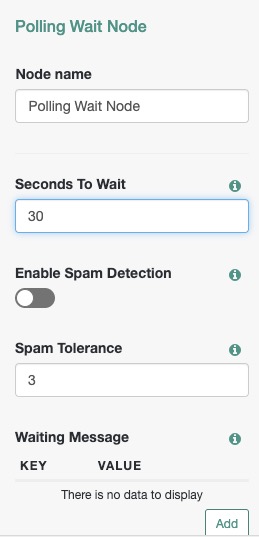 Polling Wait Node
Node name
Polling Wait Node
Seconds To Wait
30
Enable Spam Detection
Spam Tolerance
3
Waiting Message
KEY VALUE
There is no data to display
Add